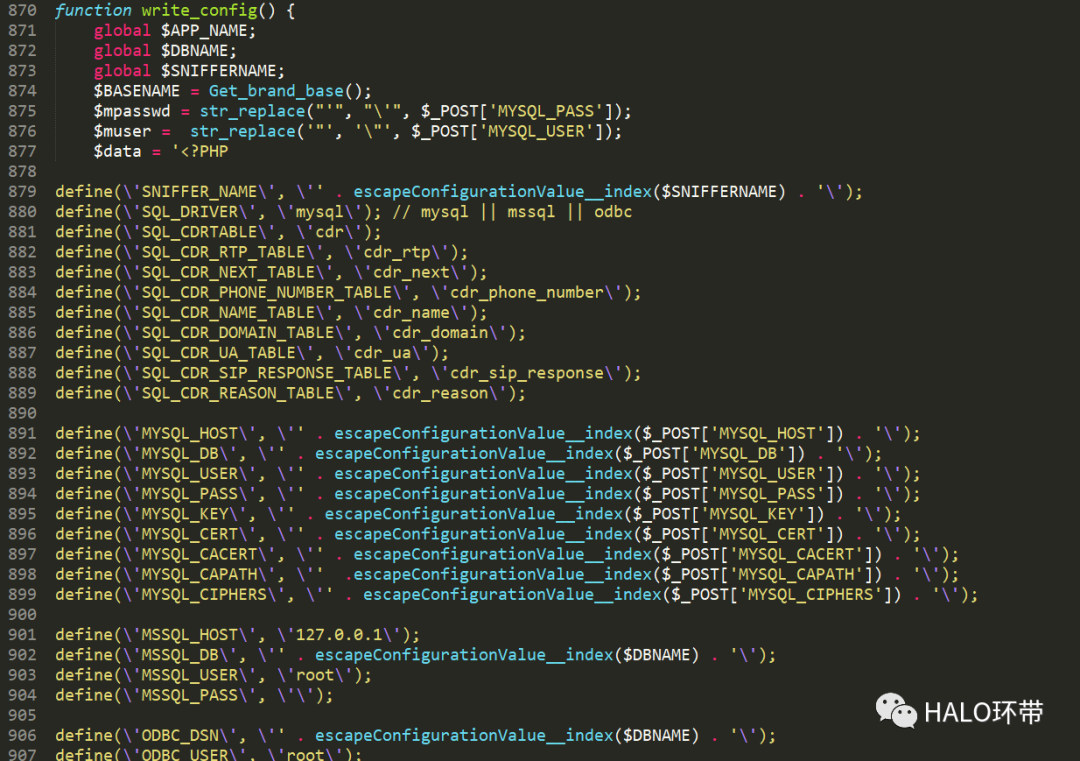 870 function write_config() {
871 global $APP_NAME;
872 global $DBNAME;
873 global $SNIFFERNAME;
874 $BASENAME = Get_brand_base();
875 $mpasswd = str_replace("'", "\'", $_POST['MYSQL_PASS']);
876 $muser =  str_replace('"', '\"', $_POST['MYSQL_USER']);
877 $data = '<?PHP
878
879 define(\'SNIFFER_NAME\', \'' . escapeConfigurationValue__index($SNIFFERNAME) . '\');
880 define(\'SQL_DRIVER\', \'mysql\'); // mysql || mssql || odbc
881 define(\'SQL_CDRTABLE\', \'cdr\');
882 define(\'SQL_CDR_RTP_TABLE\', \'cdr_rtp\');
883 define(\'SQL_CDR_NEXT_TABLE\', \'cdr_next\');
884 define(\'SQL_CDR_PHONE_NUMBER_TABLE\', \'cdr_phone_number\');
885 define(\'SQL_CDR_NAME_TABLE\', \'cdr_name\');
886 define(\'SQL_CDR_DOMAIN_TABLE\', \'cdr_domain\');
887 define(\'SQL_CDR_UA_TABLE\', \'cdr_ua\');
888 define(\'SQL_CDR_SIP_RESPONSE_TABLE\', \'cdr_sip_response\');
889 define(\'SQL_CDR_REASON_TABLE\', \'cdr_reason\');
890
891 define(\'MYSQL_HOST\', \'' . escapeConfigurationValue__index($_POST['MYSQL_HOST']) . '\');
892 define(\'MYSQL_DB\', \'' . escapeConfigurationValue__index($_POST['MYSQL_DB']) . '\');
893 define(\'MYSQL_USER\', \'' . escapeConfigurationValue__index($_POST['MYSQL_USER']) . '\');
894 define(\'MYSQL_PASS\', \'' . escapeConfigurationValue__index($_POST['MYSQL_PASS']) . '\');
895 define(\'MYSQL_KEY\', \'' . escapeConfigurationValue__index($_POST['MYSQL_KEY']) . '\');
896 define(\'MYSQL_CERT\', \'' . escapeConfigurationValue__index($_POST['MYSQL_CERT']) . '\');
897 define(\'MYSQL_CACERT\', \'' . escapeConfigurationValue__index($_POST['MYSQL_CACERT']) . '\');
898 define(\'MYSQL_CAPATH\', \'' .escapeConfigurationValue__index($_POST['MYSQL_CAPATH']) . '\');
899 define(\'MYSQL_CIPHERS\', \'' . escapeConfigurationValue__index($_POST['MYSQL_CIPHERS']) . '\');
900
901 define(\'MSSQL_HOST\', \'127.0.0.1\');
902 define(\'MSSQL_DB\', \'' . escapeConfigurationValue__index($DBNAME) . '\');
903 define(\'MSSQL_USER\', \'root\');
904 define(\'MSSQL_PASS\', \'\');
905
906 define(\'ODBC_DSN\', \'' . escapeConfigurationValue__index($DBNAME) . '\');
907 define(\'ODBC_USER\', \'root\');
HALO环带